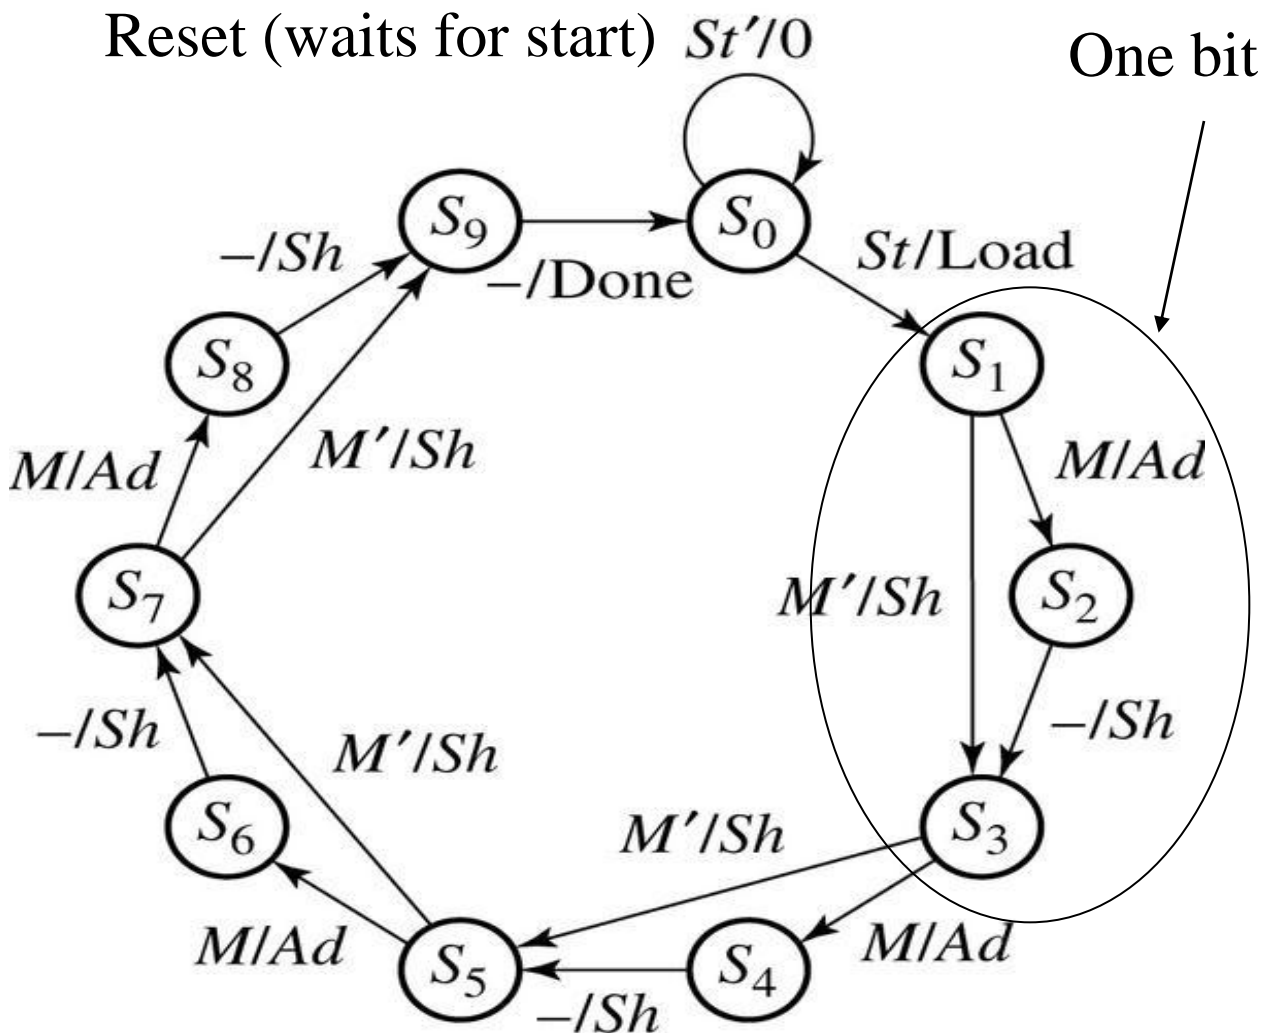 Reset (waits for start)
St′/0
One bit
S₉
S₀
–/Sh
–/Done
St/Load
S₈
S₁
M/Ad
M′/Sh
M/Ad
S₇
M′/Sh
S₂
–/Sh
M′/Sh
–/Sh
S₆
M′/Sh
S₃
M/Ad
S₅
S₄
M/Ad
–/Sh